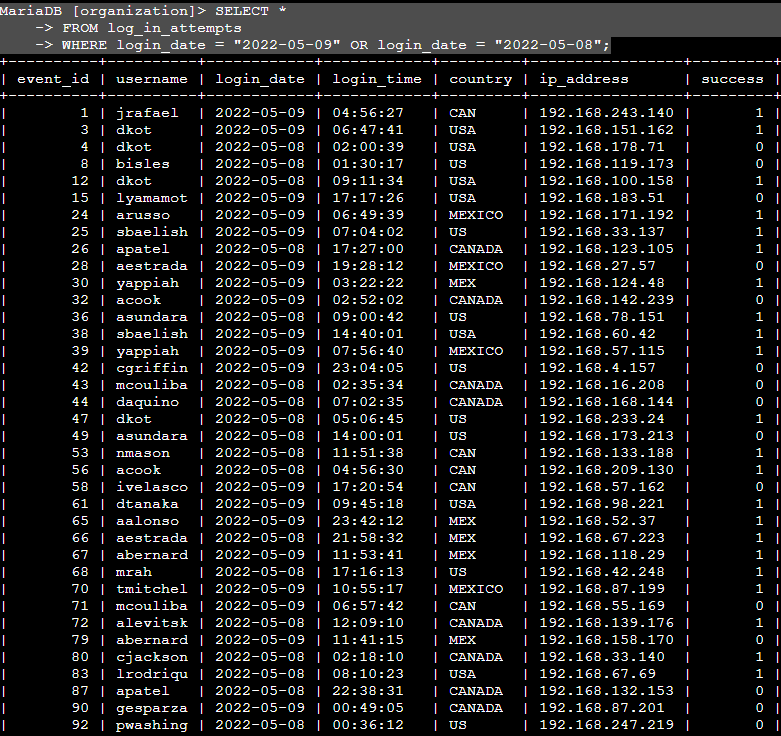 MariaDB [organization]> SELECT *
    -> FROM log_in_attempts
    -> WHERE login_date = "2022-05-09" OR login_date = "2022-05-08";
+----------+----------+------------+------------+---------+-----------------+---------+
| event_id | username | login_date | login_time | country | ip_address      | success |
+----------+----------+------------+------------+---------+-----------------+---------+
|        1 | jrafael  | 2022-05-09 | 04:56:27   | CAN     | 192.168.243.140 |       1 |
|        3 | dkot     | 2022-05-09 | 06:47:41   | USA     | 192.168.151.162 |       1 |
|        4 | dkot     | 2022-05-08 | 02:00:39   | USA     | 192.168.178.71  |       0 |
|        8 | bisles   | 2022-05-08 | 01:30:17   | US      | 192.168.119.173 |       0 |
|       12 | dkot     | 2022-05-08 | 09:11:34   | USA     | 192.168.100.158 |       1 |
|       15 | lyamamot | 2022-05-09 | 17:17:26   | USA     | 192.168.183.51  |       0 |
|       24 | arusso   | 2022-05-09 | 06:49:39   | MEXICO  | 192.168.171.192 |       1 |
|       25 | sbaelish | 2022-05-09 | 07:04:02   | US      | 192.168.33.137  |       1 |
|       26 | apatel   | 2022-05-08 | 17:27:00   | CANADA  | 192.168.123.105 |       1 |
|       28 | aestrada | 2022-05-09 | 19:28:12   | MEXICO  | 192.168.27.57   |       0 |
|       30 | yappiah  | 2022-05-09 | 03:22:22   | MEX     | 192.168.124.48  |       1 |
|       32 | acook    | 2022-05-09 | 02:52:02   | CANADA  | 192.168.142.239 |       0 |
|       36 | asundara | 2022-05-08 | 09:00:42   | US      | 192.168.78.151  |       1 |
|       38 | sbaelish | 2022-05-09 | 14:40:01   | USA     | 192.168.60.42   |       1 |
|       39 | yappiah  | 2022-05-09 | 07:56:40   | MEXICO  | 192.168.57.115  |       1 |
|       42 | cgriffin | 2022-05-09 | 23:04:05   | US      | 192.168.4.157   |       0 |
|       43 | mcouliba | 2022-05-08 | 02:35:34   | CANADA  | 192.168.16.208  |       0 |
|       44 | daquino  | 2022-05-08 | 07:02:35   | CANADA  | 192.168.168.144 |       0 |
|       47 | dkot     | 2022-05-08 | 05:06:45   | US      | 192.168.233.24  |       1 |
|       49 | asundara | 2022-05-08 | 14:00:01   | US      | 192.168.173.213 |       0 |
|       53 | nmason   | 2022-05-08 | 11:51:38   | CAN     | 192.168.133.188 |       1 |
|       56 | acook    | 2022-05-08 | 04:56:30   | CAN     | 192.168.209.130 |       1 |
|       58 | ivelasco | 2022-05-09 | 17:20:54   | CAN     | 192.168.57.162  |       0 |
|       61 | dtanaka  | 2022-05-09 | 09:45:18   | USA     | 192.168.98.221  |       1 |
|       65 | aalonso  | 2022-05-09 | 23:42:12   | MEX     | 192.168.52.37   |       1 |
|       66 | aestrada | 2022-05-08 | 21:58:32   | MEX     | 192.168.67.223  |       1 |
|       67 | abernard | 2022-05-09 | 11:53:41   | MEX     | 192.168.118.29  |       1 |
|       68 | mrah     | 2022-05-08 | 17:16:13   | US      | 192.168.42.248  |       1 |
|       70 | tmitchel | 2022-05-09 | 10:55:17   | MEXICO  | 192.168.87.199  |       1 |
|       71 | mcouliba | 2022-05-09 | 06:57:42   | CAN     | 192.168.55.169  |       0 |
|       72 | alevitsk | 2022-05-08 | 12:09:10   | CANADA  | 192.168.139.176 |       1 |
|       79 | abernard | 2022-05-09 | 11:41:15   | MEX     | 192.168.158.170 |       0 |
|       80 | cjackson | 2022-05-08 | 02:18:10   | CANADA  | 192.168.33.140  |       1 |
|       83 | lrodriqu | 2022-05-08 | 08:10:23   | USA     | 192.168.67.69   |       1 |
|       87 | apatel   | 2022-05-08 | 22:38:31   | CANADA  | 192.168.132.153 |       0 |
|       90 | gesparza | 2022-05-09 | 00:49:05   | CANADA  | 192.168.87.201  |       0 |
|       92 | pwashing | 2022-05-08 | 00:36:12   | US      | 192.168.247.219 |       0 |